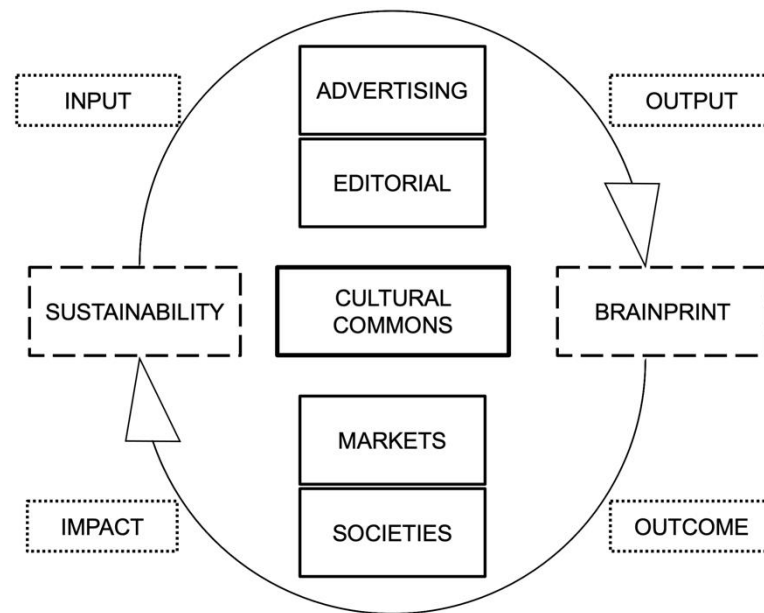 ADVERTISING
INPUT
OUTPUT
EDITORIAL
SUSTAINABILITY
CULTURAL
COMMONS
BRAINPRINT
MARKETS
IMPACT
SOCIETIES
OUTCOME